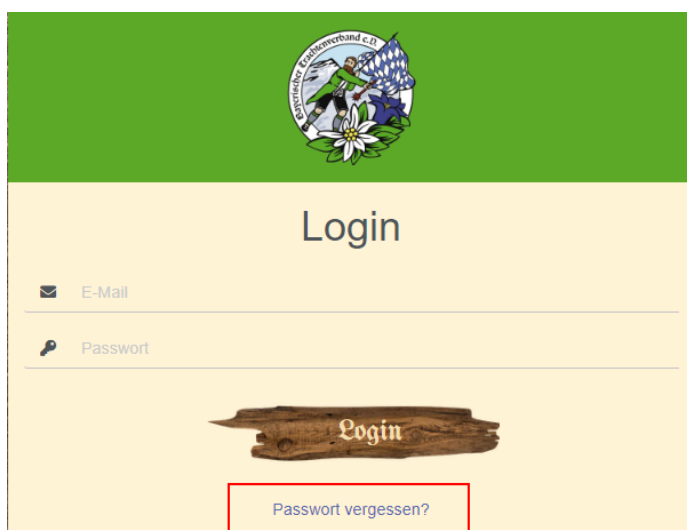 Bayerischer Trachtenverband e.V.
Login
E-Mail
Passwort
Login
Passwort vergessen?